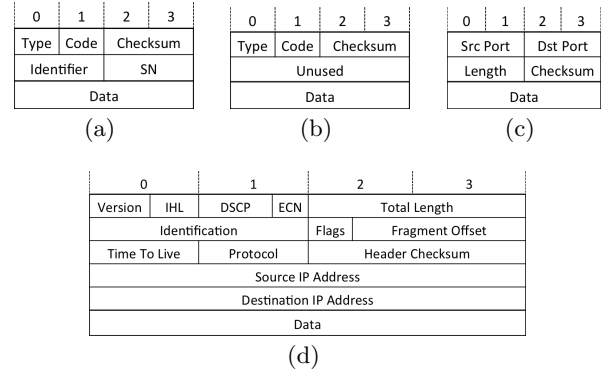 0 1 2 3
Type Code Checksum
Identifier SN
Data
(a)
0 1 2 3
Type Code Checksum
Unused
Data
(b)
0 1 2 3
Src Port Dst Port
Length Checksum
Data
(c)
0 1 2 3
Version IHL DSCP ECN Total Length
Identification Flags Fragment Offset
Time To Live Protocol Header Checksum
Source IP Address
Destination IP Address
Data
(d)